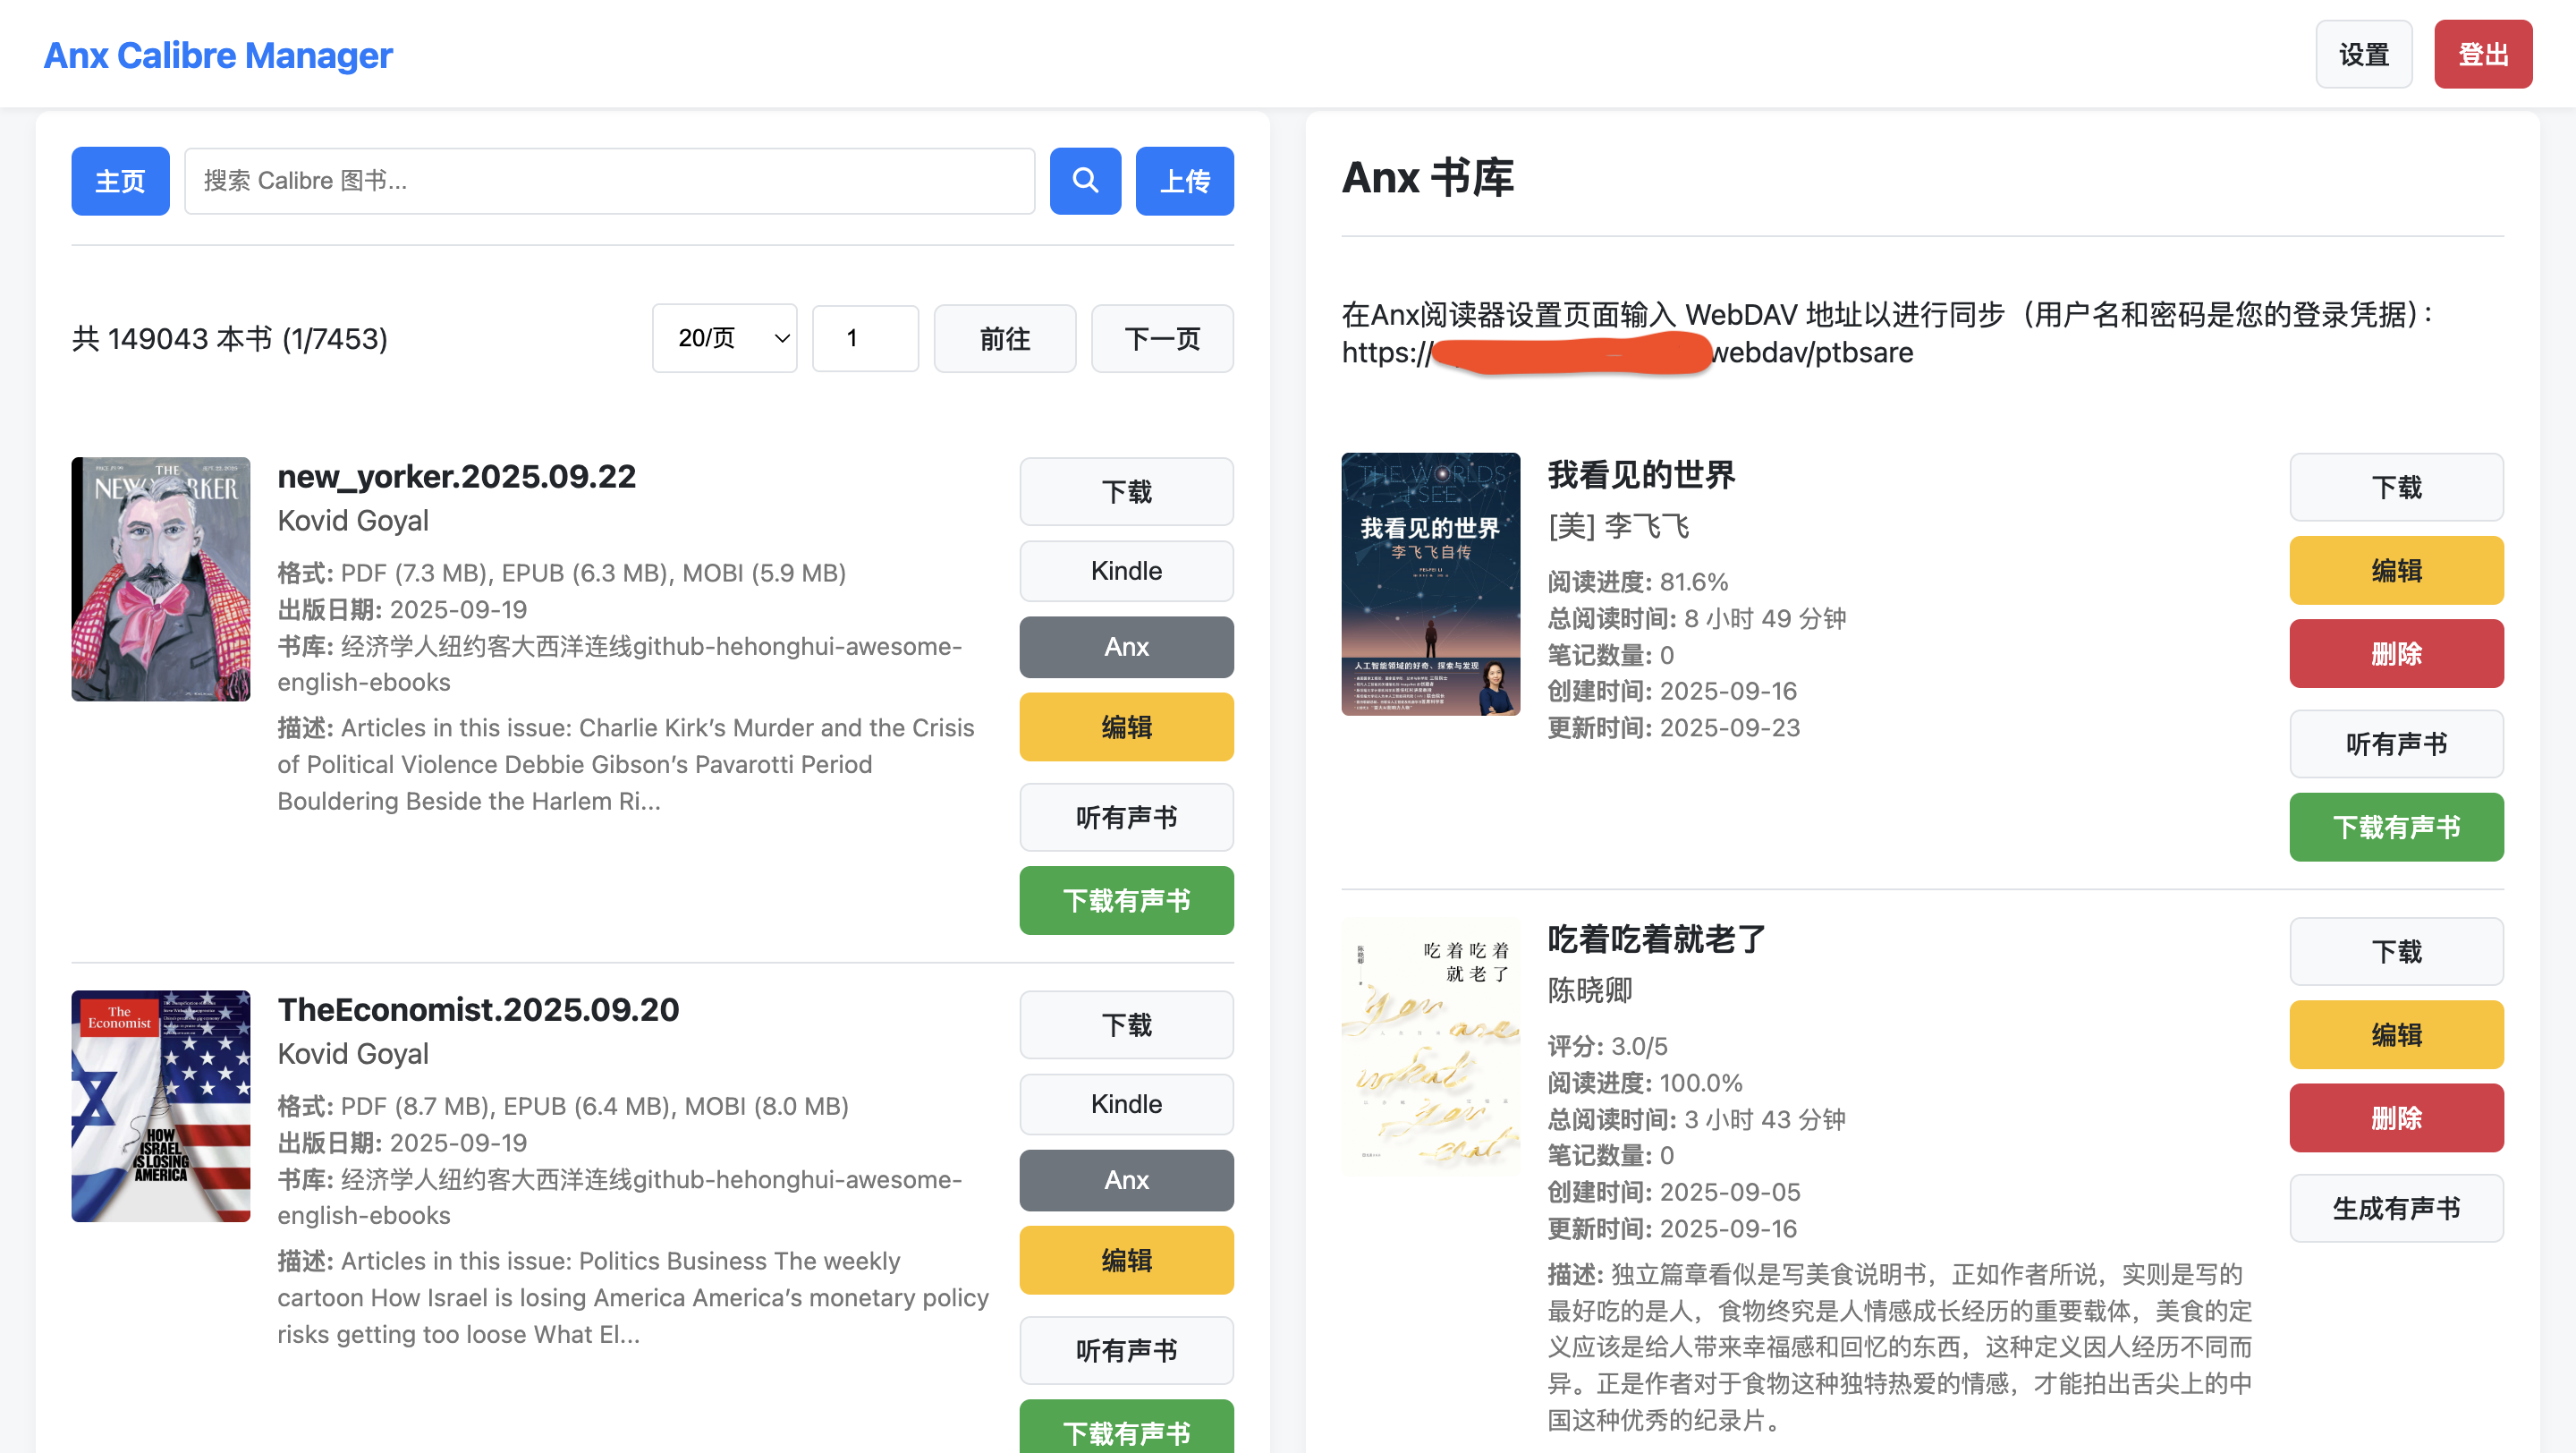 Anx Calibre Manager
设置
登出
主页
搜索 Calibre 图书...
上传
共 149043 本书 (1/7453)
20/页
1
前往
下一页
THE
NEW YORKER
new_yorker.2025.09.22
Kovid Goyal
格式: PDF (7.3 MB), EPUB (6.3 MB), MOBI (5.9 MB)
出版日期: 2025-09-19
书库: 经济学人纽约客大西洋连线github-hehonghui-awesome-
english-ebooks
描述: Articles in this issue: Charlie Kirk’s Murder and the Crisis
of Political Violence Debbie Gibson’s Pavarotti Period
Bouldering Beside the Harlem Ri...
下载
Kindle
Anx
编辑
听有声书
下载有声书
The
Economist
HOW
ISRAEL
IS LOSING
AMERICA
TheEconomist.2025.09.20
Kovid Goyal
格式: PDF (8.7 MB), EPUB (6.4 MB), MOBI (8.0 MB)
出版日期: 2025-09-19
书库: 经济学人纽约客大西洋连线github-hehonghui-awesome-
english-ebooks
描述: Articles in this issue: Politics Business The weekly
cartoon How Israel is losing America America’s monetary policy
risks getting too loose What El...
下载
Kindle
Anx
编辑
听有声书
下载有声书
Anx 书库
在Anx阅读器设置页面输入 WebDAV 地址以进行同步（用户名和密码是您的登录凭据）：
https:// webdav/ptbsare
THE WORLDS
I SEE
我看见的世界
李飞飞自传
人工智能领域的好奇、探索与发现
我看见的世界
[美] 李飞飞
阅读进度: 81.6%
总阅读时间: 8 小时 49 分钟
笔记数量: 0
创建时间: 2025-09-16
更新时间: 2025-09-23
下载
编辑
删除
听有声书
下载有声书
吃着吃着
就老了
陈晓卿
You are
what
you
eat
吃着吃着就老了
陈晓卿
评分: 3.0/5
阅读进度: 100.0%
总阅读时间: 3 小时 43 分钟
笔记数量: 0
创建时间: 2025-09-05
更新时间: 2025-09-16
描述: 独立篇章看似是写美食说明书，正如作者所说，实则是写的
最好吃的是人，食物终究是人情感成长经历的重要载体，美食的定
义应该是给人带来幸福感和回忆的东西，这种定义因人经历不同而
异。正是作者对于食物这种独特热爱的情感，才能拍出舌尖上的中
国这种优秀的纪录片。
下载
编辑
删除
生成有声书